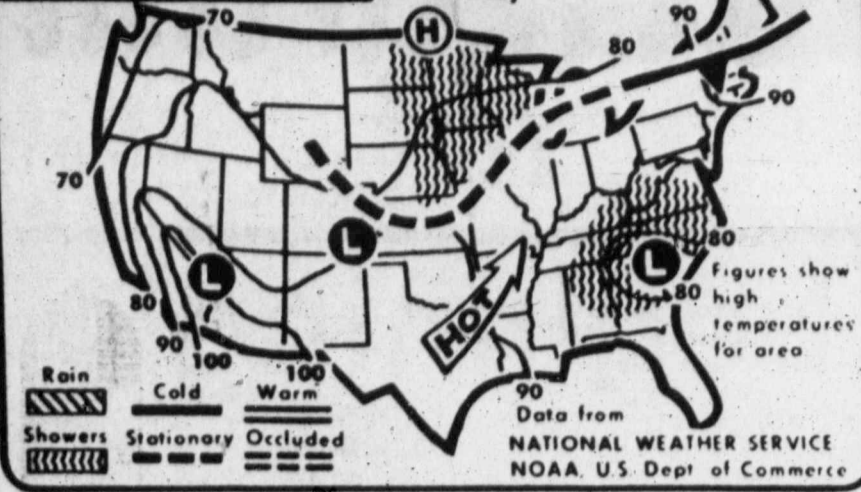 70
H
90
80
90
70
L
L
L
80
80
Figures show
high
temperatures
for area
HOT
80
90
100
100
90
Rain
Cold
Warm
Showers
Stationary
Occluded
Data from
NATIONAL WEATHER SERVICE
NOAA, U.S. Dept of Commerce